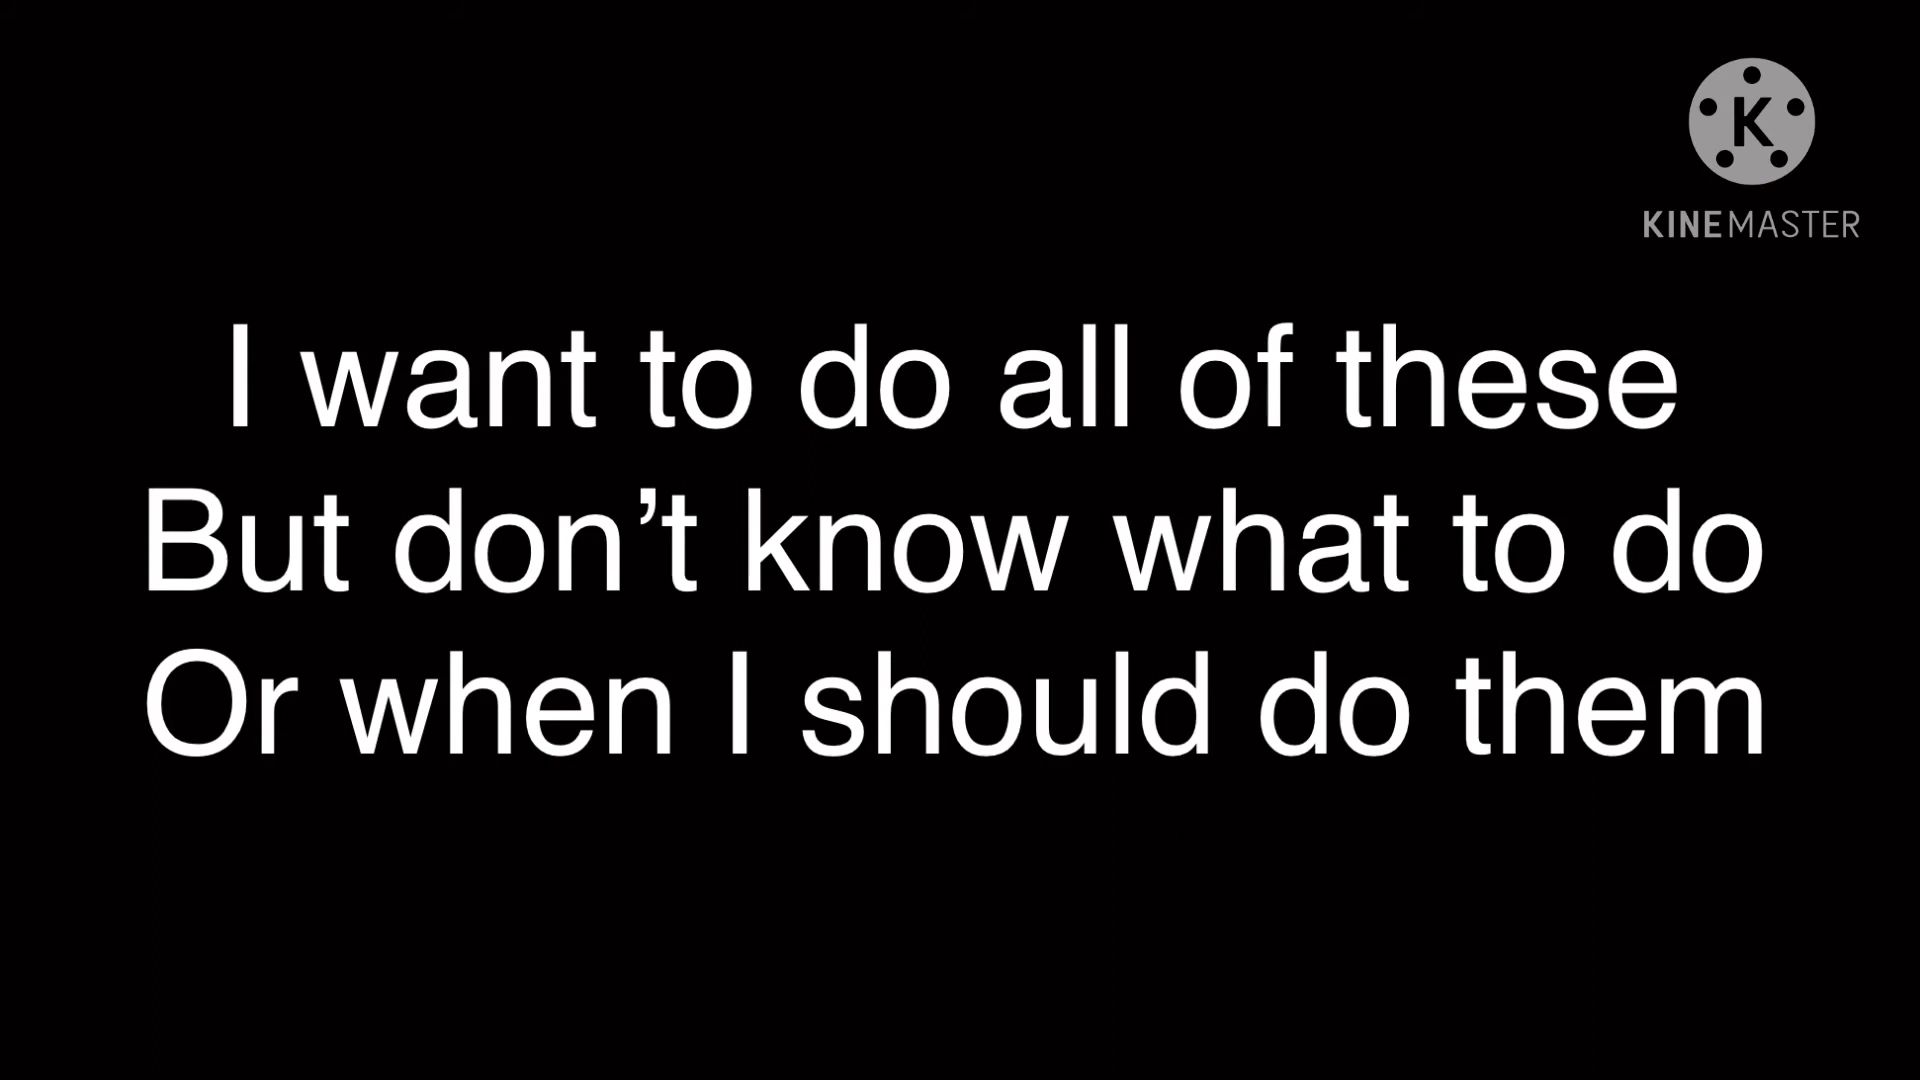 K
KINEMASTER
I want to do all of these
But don’t know what to do
Or when I should do them